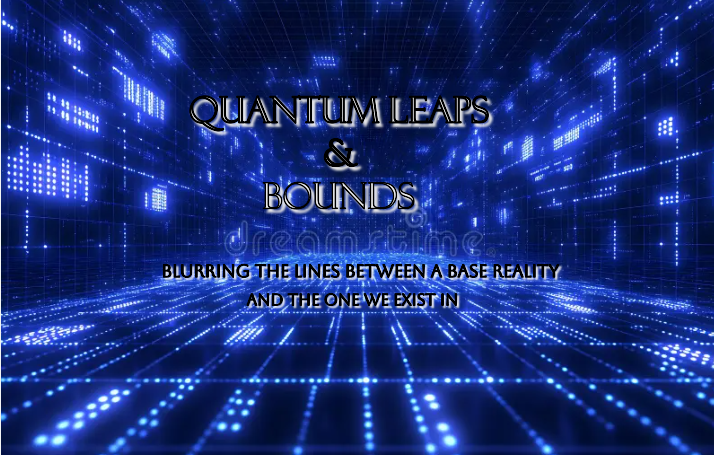 QUANTUM LEAPS
&
BOUNDS
dreamstime.
BLURRING THE LINES BETWEEN A BASE REALITY
AND THE ONE WE EXIST IN